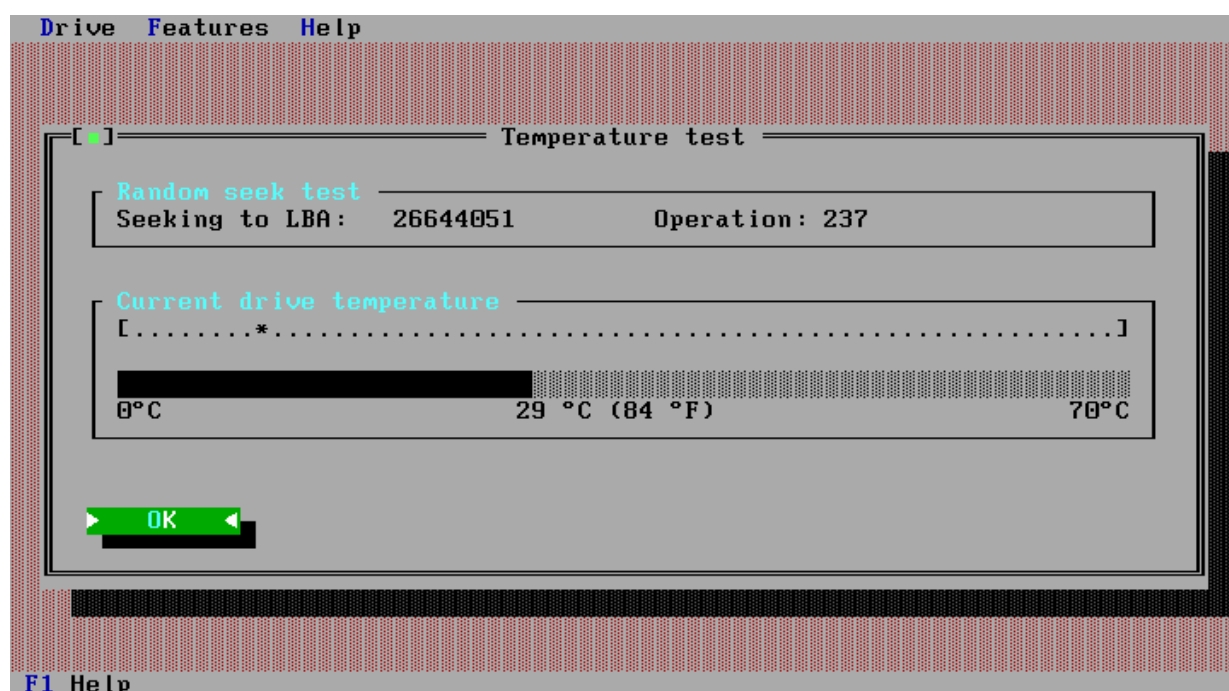 Drive Features Help
[■] Temperature test
Random seek test
Seeking to LBA: 26644051 Operation: 237
Current drive temperature
[........*.......................................................]
0°C 29 °C (84 °F) 70°C
OK
F1 Help